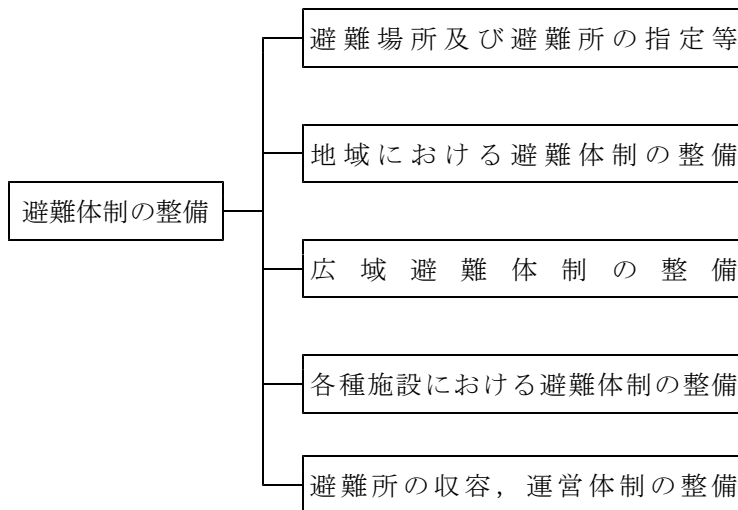 避難場所及び避難所の指定等
地域における避難体制の整備
避難体制の整備
広域避難体制の整備
各種施設における避難体制の整備
避難所の収容，運営体制の整備